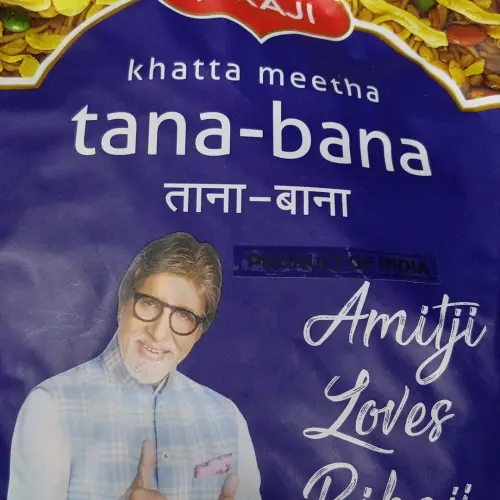 khatta meetha
tana-bana
ताना-बाना
PRODUCT OF INDIA
Amitji
Loves